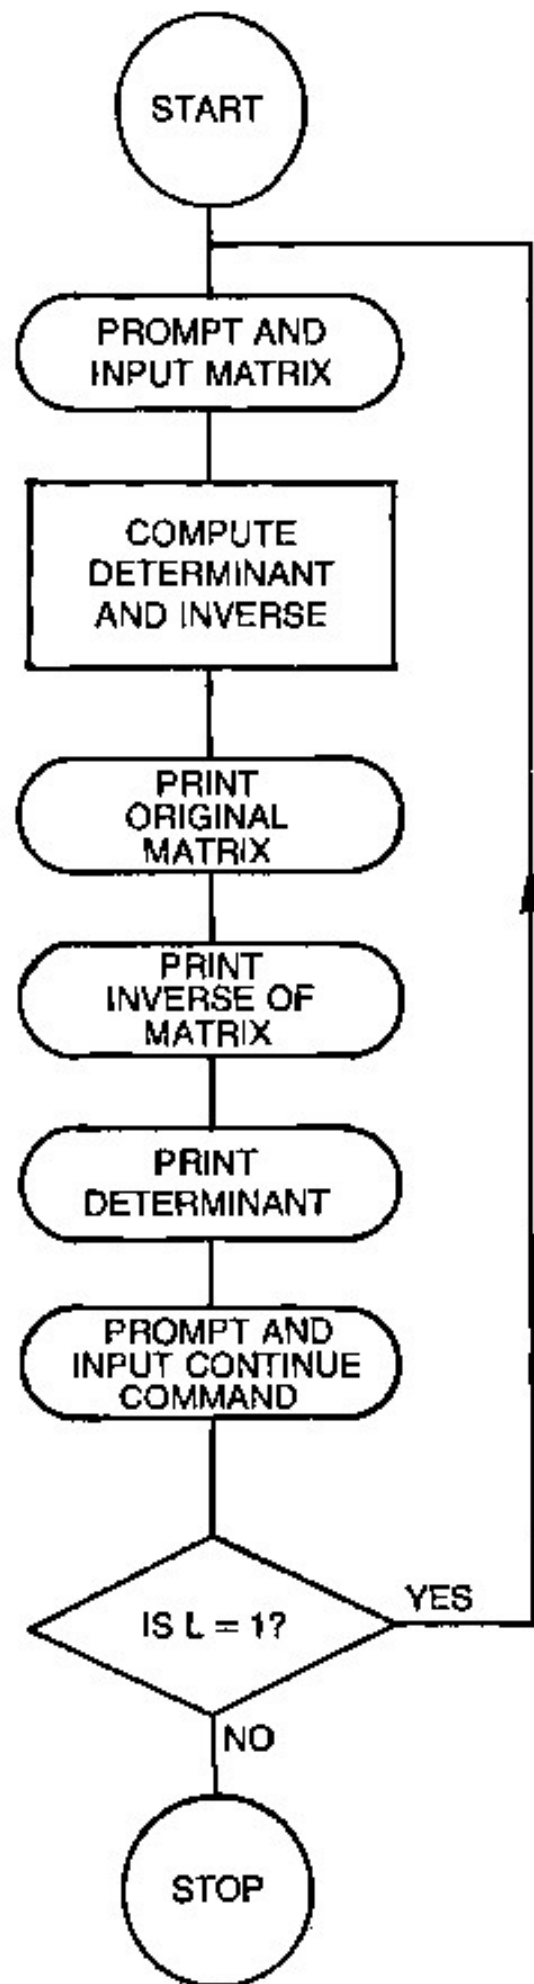 START
PROMPT AND
INPUT MATRIX
COMPUTE
DETERMINANT
AND INVERSE
PRINT
ORIGINAL
MATRIX
PRINT
INVERSE OF
MATRIX
PRINT
DETERMINANT
PROMPT AND
INPUT CONTINUE
COMMAND
IS L = 1?
YES
NO
STOP